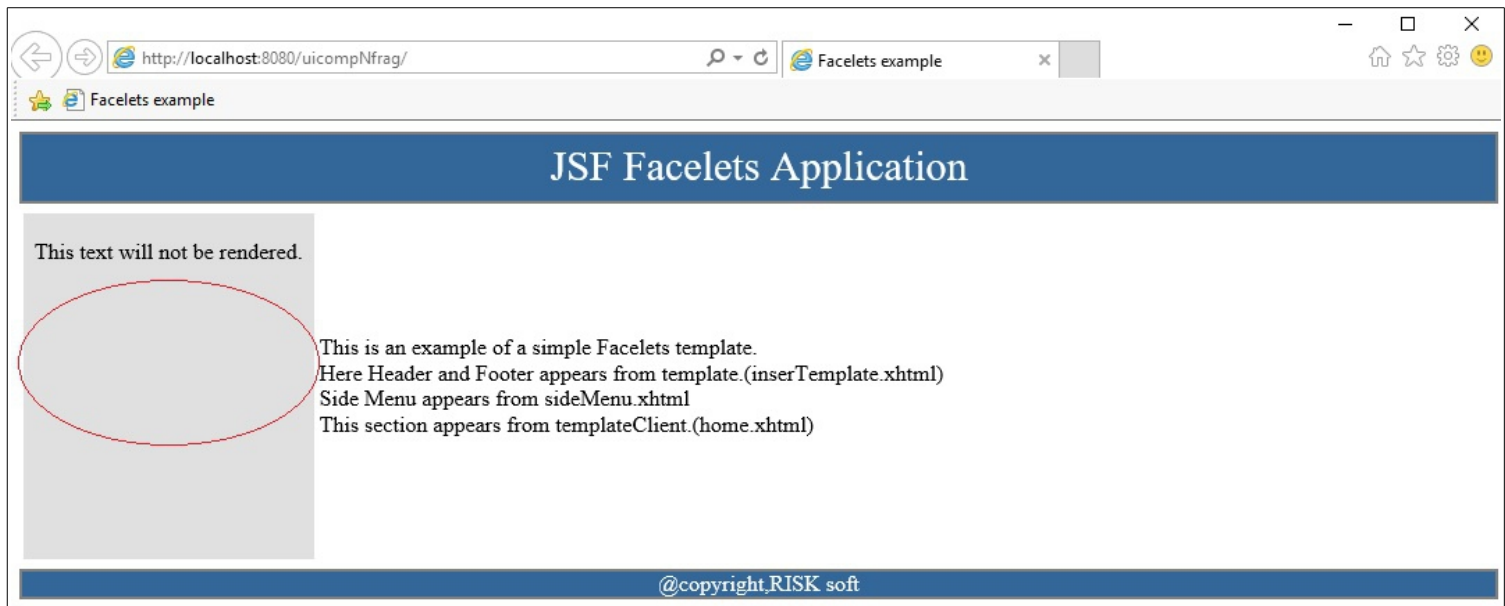 http://localhost:8080/uicompNfrag/
Facelets example
Facelets example
JSF Facelets Application
This text will not be rendered.
This is an example of a simple Facelets template.
Here Header and Footer appears from template.(inserTemplate.xhtml)
Side Menu appears from sideMenu.xhtml
This section appears from templateClient.(home.xhtml)
@copyright,RISK soft